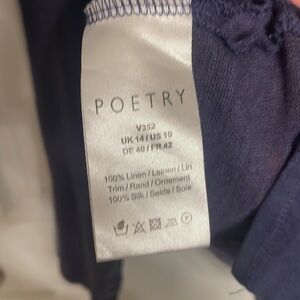 POETRY
V352
UK 14 / US 10
DE 40 / FR 42
100% Linen / Leinen / Lin
Trim / Rand / Ornement
100% Silk / Seide / Soie